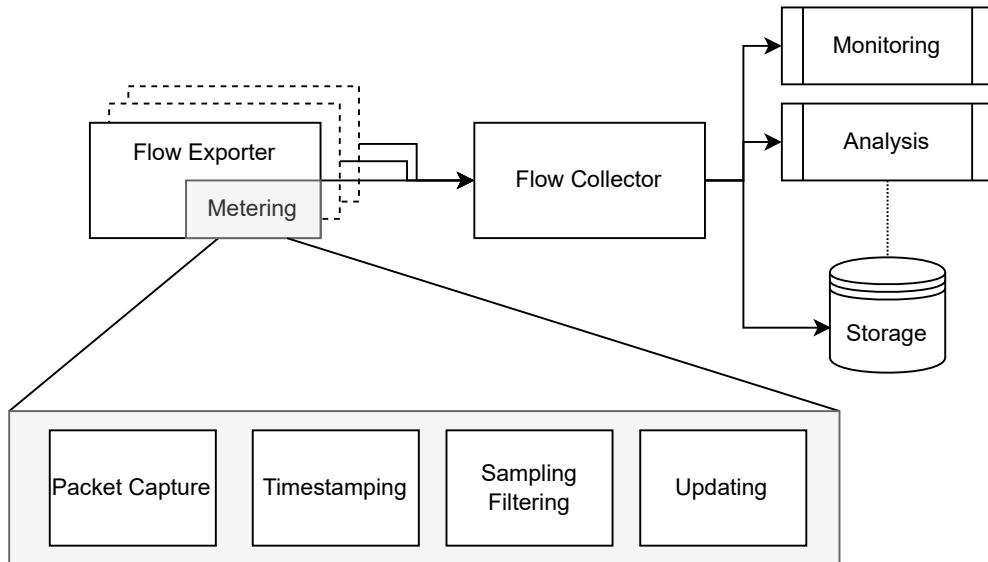 Monitoring
Flow Exporter
Analysis
Flow Collector
Metering
Storage
Packet Capture
Timestamping
Sampling
Filtering
Updating